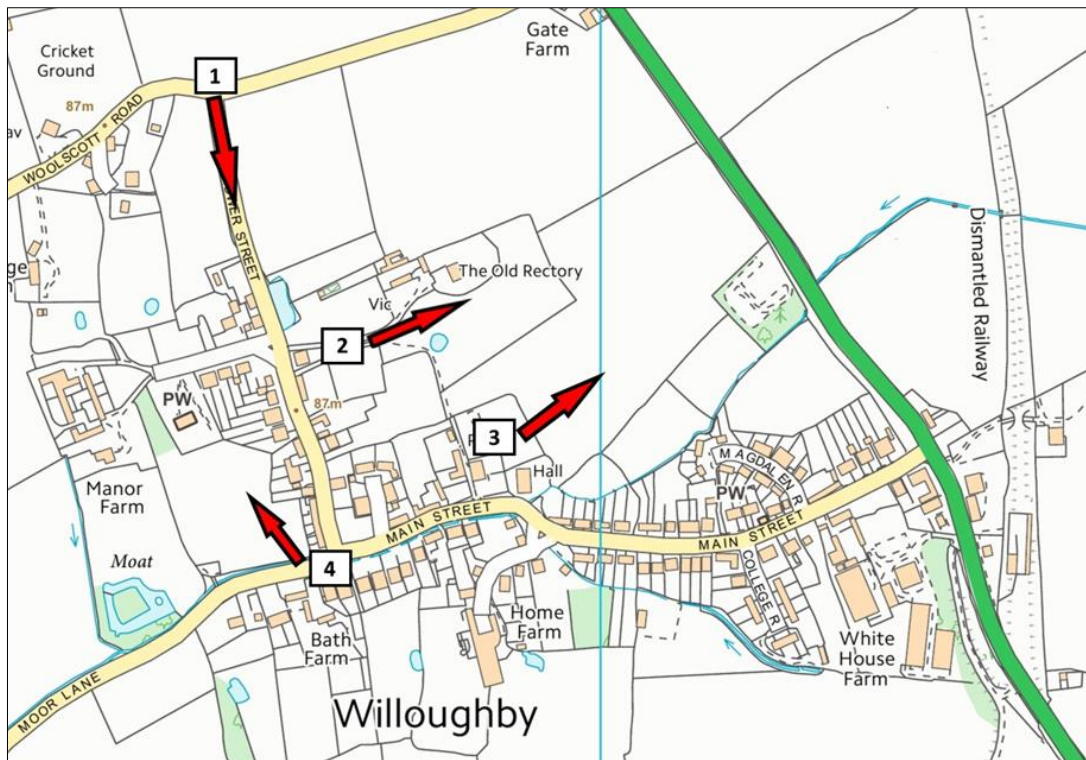 Gate
Farm
Cricket
Ground
1
87m
WOOLSCOTT ROAD
WER STREET
The Old Rectory
Vic
2
Dismantled Railway
87m
PW
3
Hall
MAGDALEN R
PW
Manor
Farm
MAIN STREET
MAIN STREET
Moat
4
COLLEGE R
Home
Farm
Bath
Farm
White
House
Farm
MOOR LANE
Willoughby